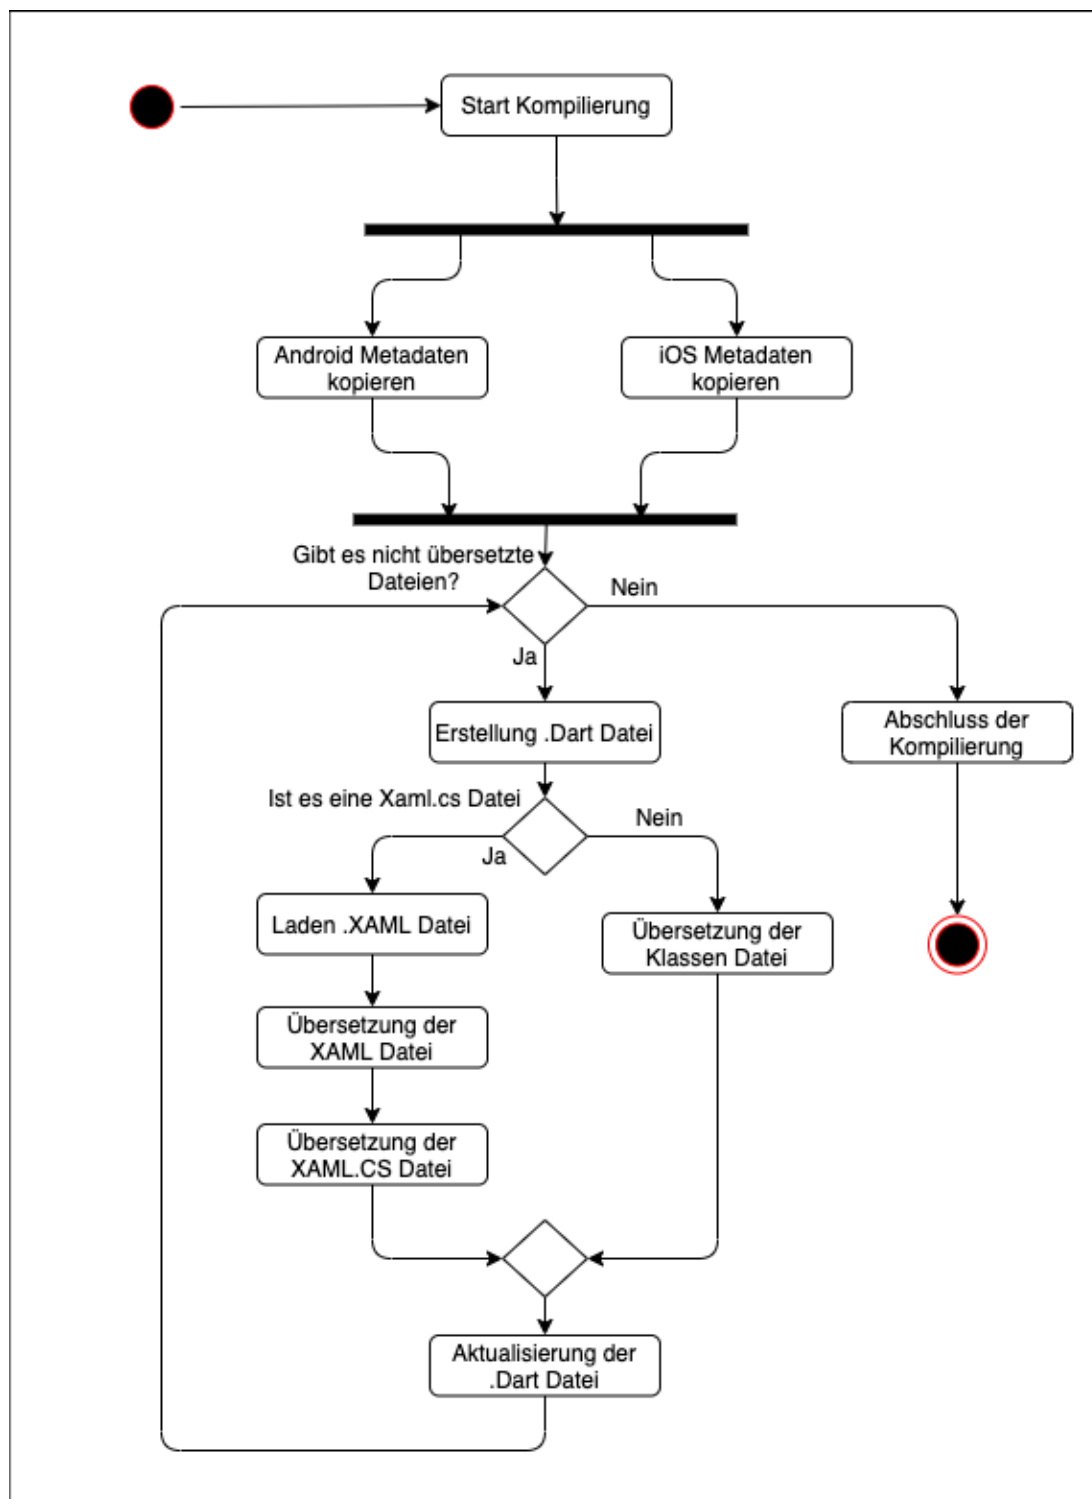 Start Kompilierung
Android Metadaten
kopieren
iOS Metadaten
kopieren
Gibt es nicht übersetzte
Dateien?
Nein
Ja
Erstellung .Dart Datei
Abschluss der
Kompilierung
Ist es eine Xaml.cs Datei
Nein
Ja
Laden .XAML Datei
Übersetzung der
Klassen Datei
Übersetzung der
XAML Datei
Übersetzung der
XAML.CS Datei
Aktualisierung der
.Dart Datei